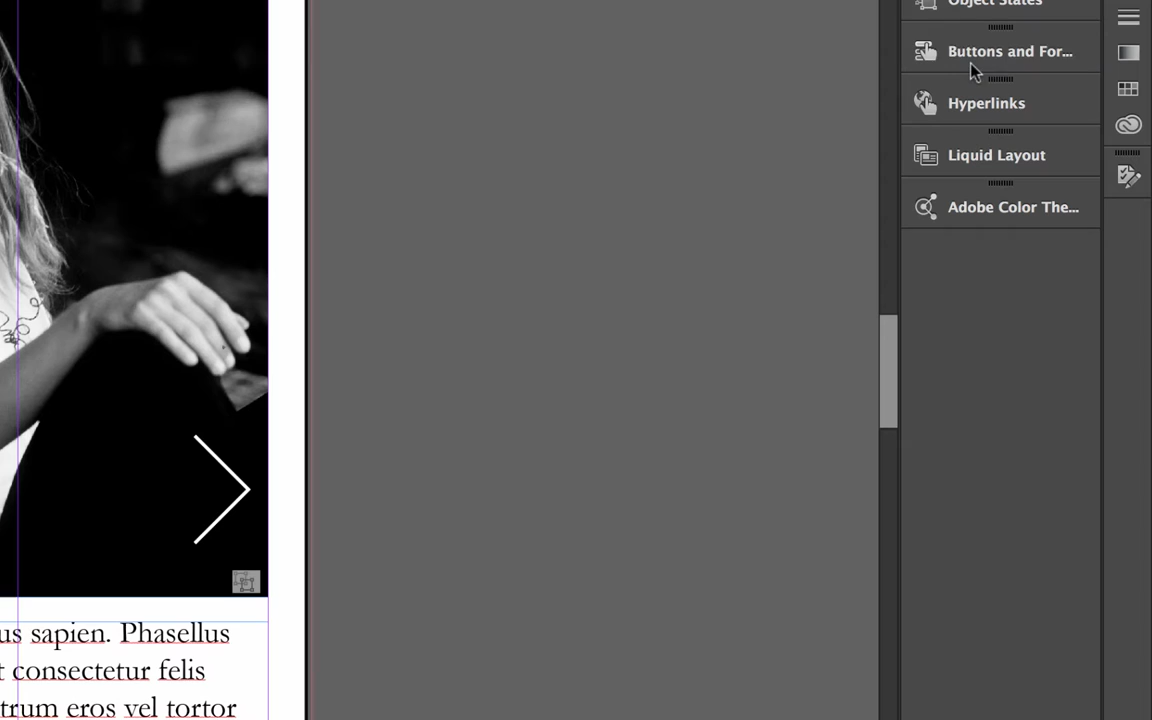 Object States
Buttons and For...
Hyperlinks
Liquid Layout
Adobe Color The...
us sapien. Phasellus
t consectetur felis
trum eros vel tortor